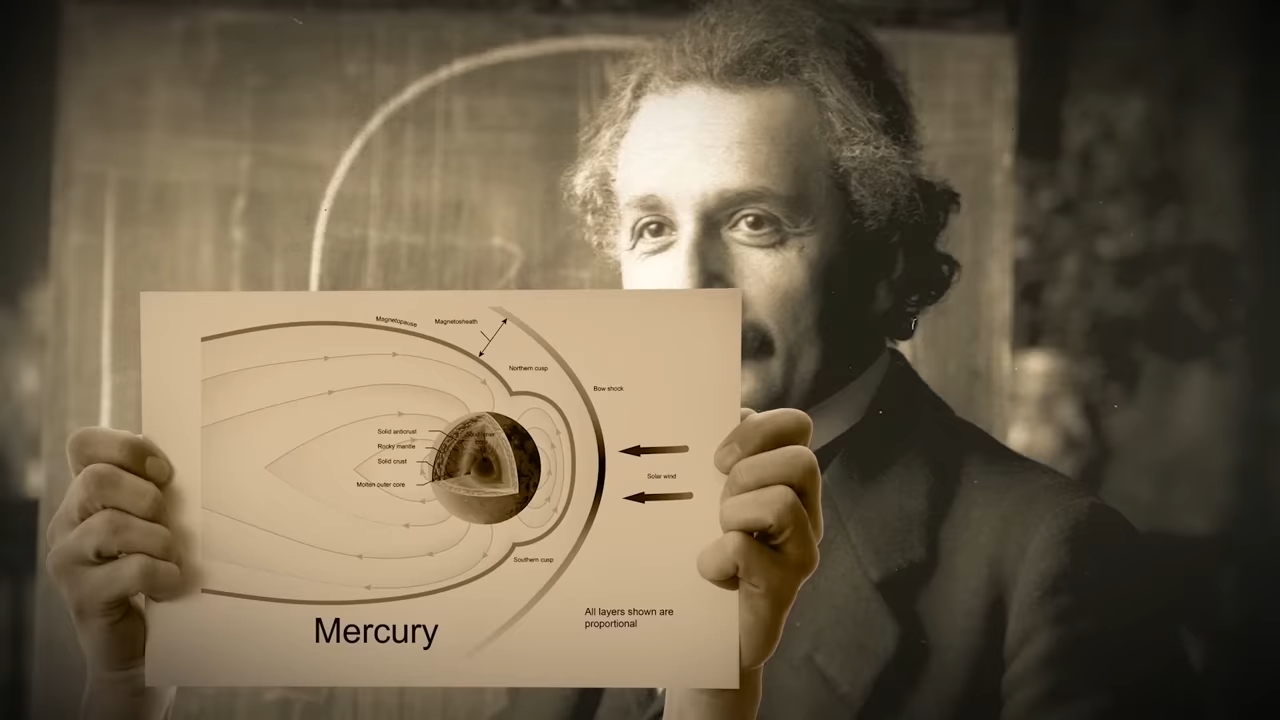 Magnetopause
Magnetosheath
Northern cusp
Bow shock
Solid anticrust
Rocky mantle
Solid crust
Molten outer core
Solar wind
Southern cusp
All layers shown are
proportional
Mercury